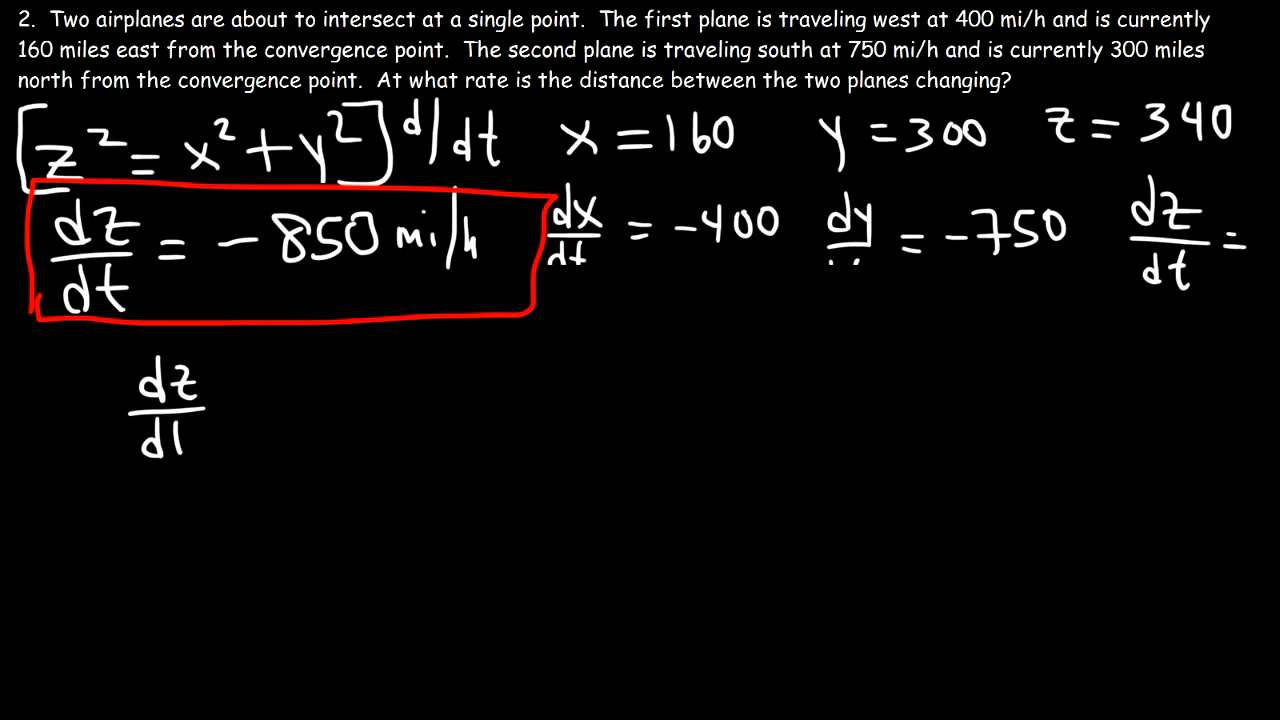 2. Two airplanes are about to intersect at a single point. The first plane is traveling west at 400 mi/h and is currently
160 miles east from the convergence point. The second plane is traveling south at 750 mi/h and is currently 300 miles
north from the convergence point. At what rate is the distance between the two planes changing?
[z² = x² + y²] d/dt x = 160 y = 300 z = 340
dz/dt = -850 mi/h dx/dt = -400 dy = -750 dz/dt =
dz/d